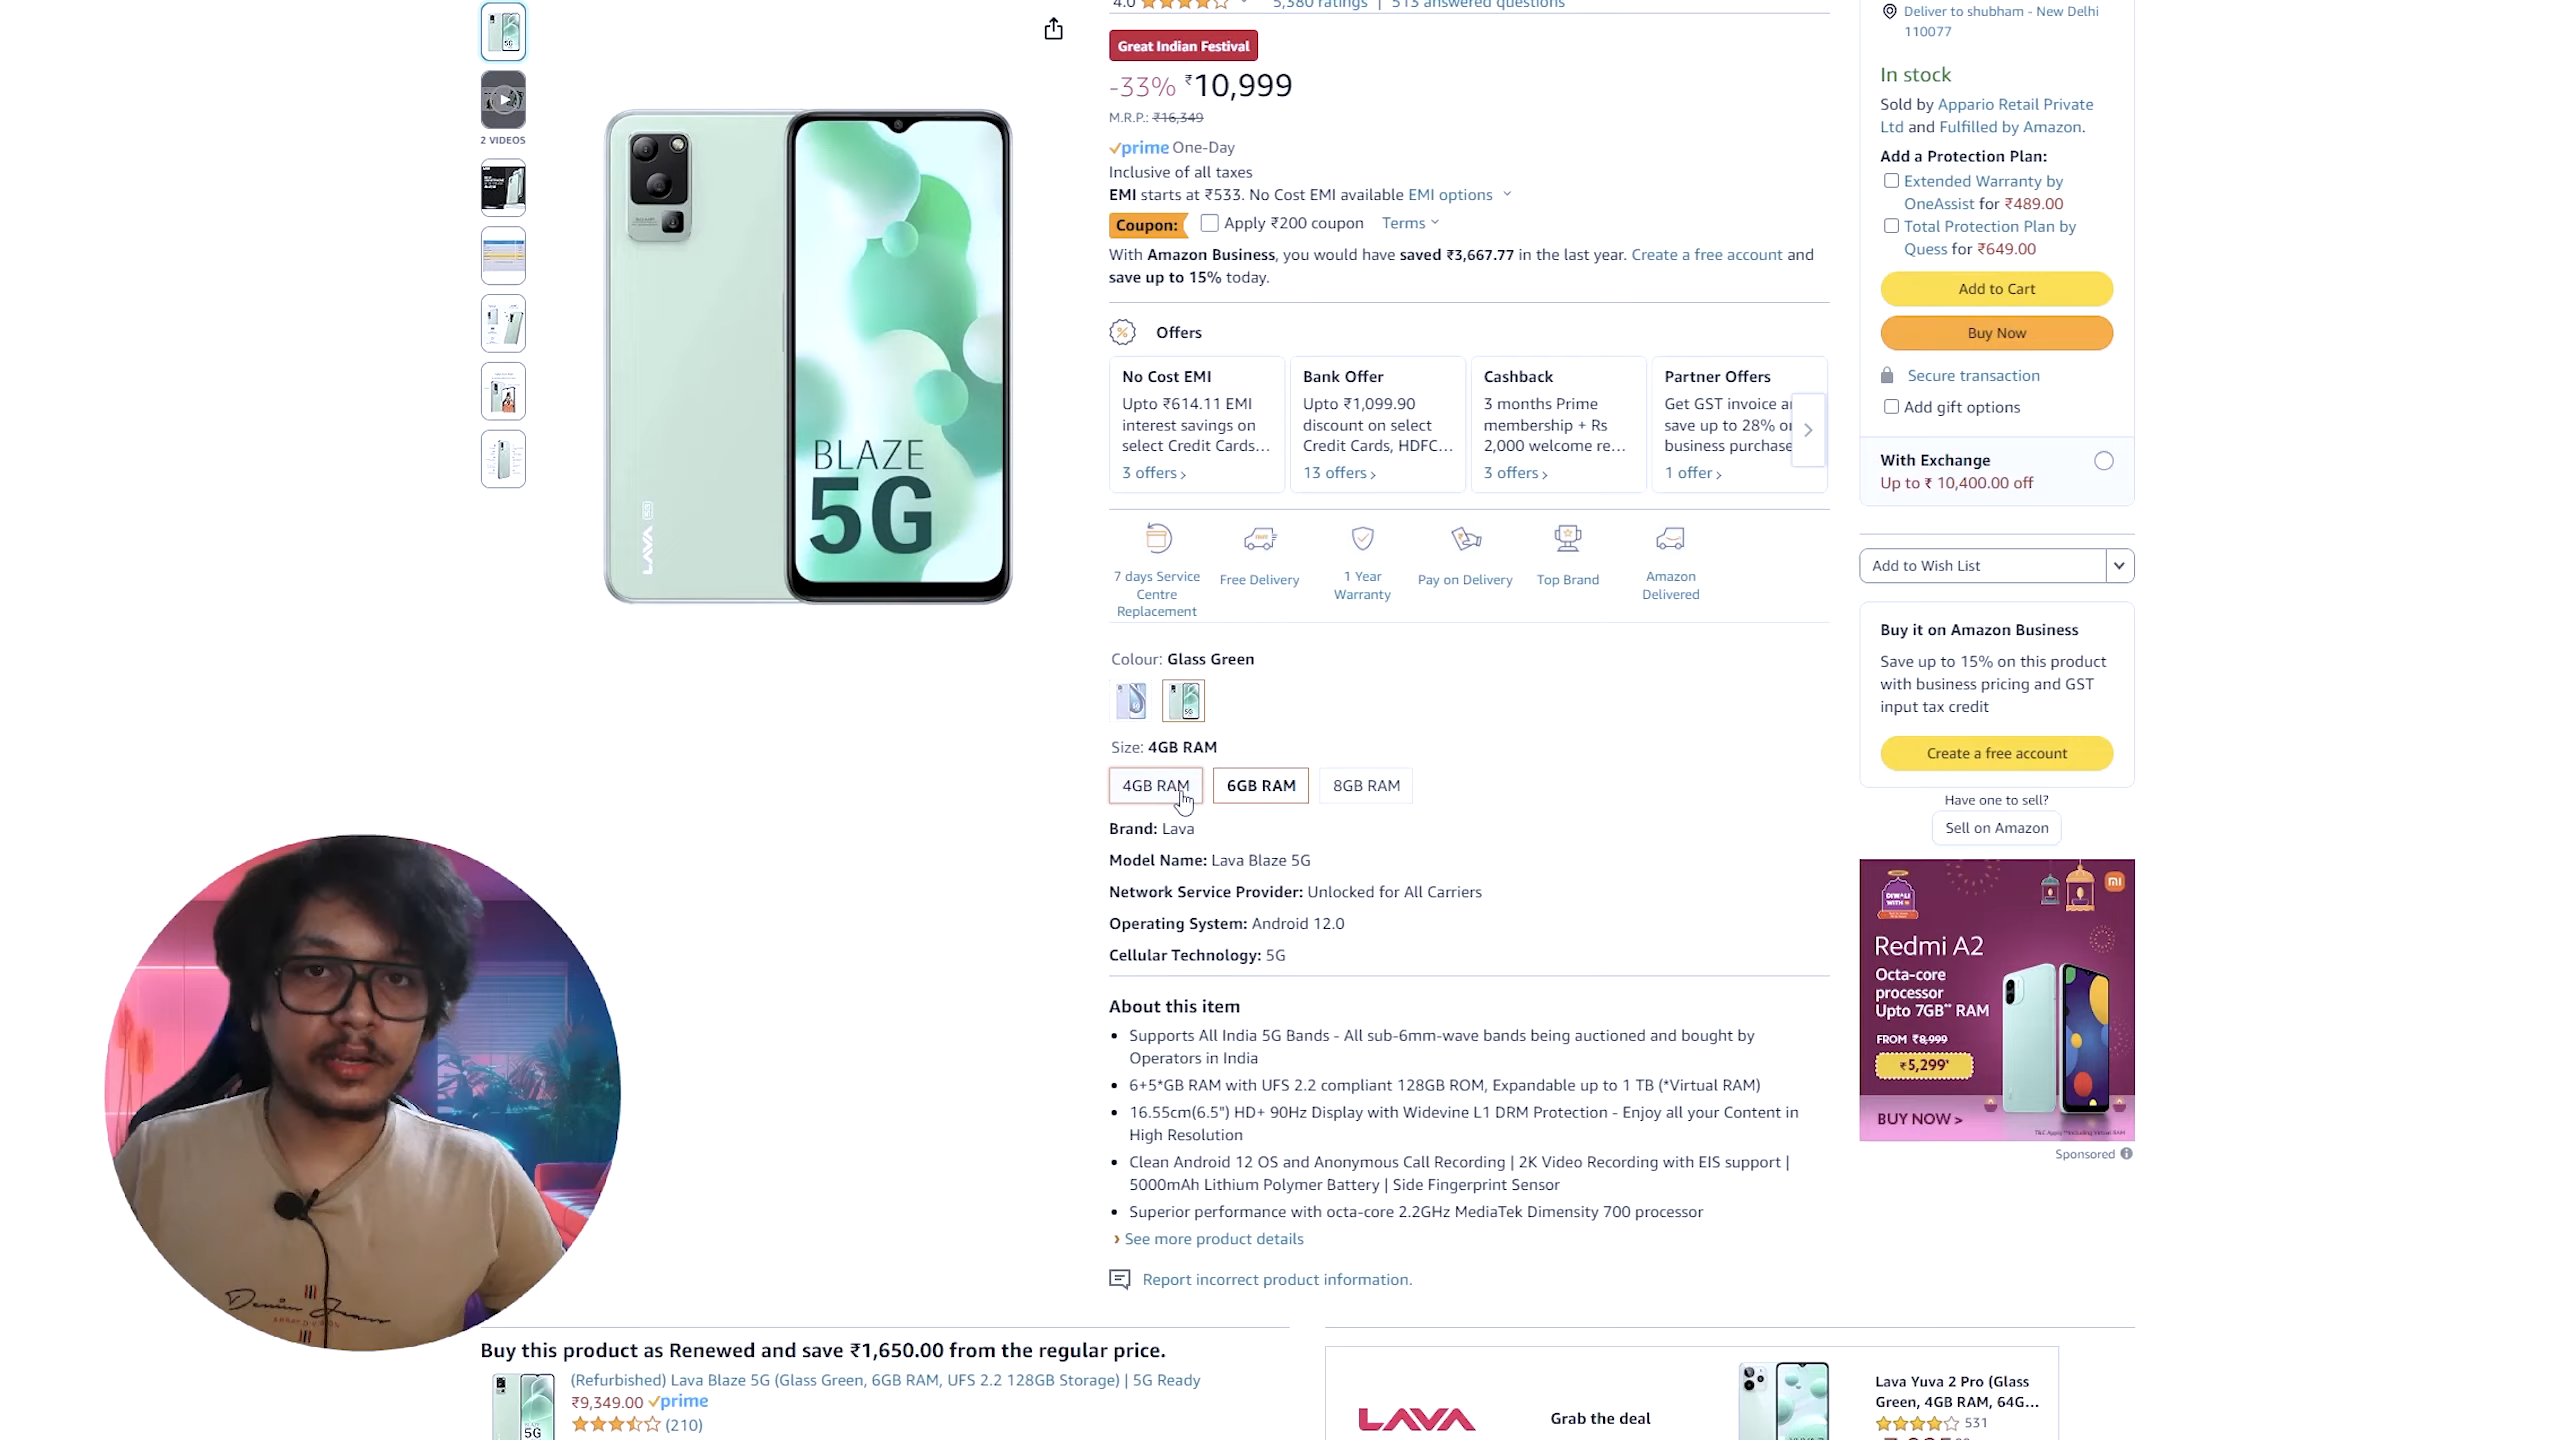 4.0 5,380 ratings | 513 answered questions
Great Indian Festival
-33% ₹10,999
M.R.P.: ₹16,349
prime One-Day
Inclusive of all taxes
EMI starts at ₹533. No Cost EMI available EMI options
Coupon: Apply ₹200 coupon Terms
With Amazon Business, you would have saved ₹3,667.77 in the last year. Create a free account and
save up to 15% today.
2 VIDEOS
BLAZE
5G
LAVA 5G
Offers
No Cost EMI
Upto ₹614.11 EMI
interest savings on
select Credit Cards...
3 offers ›
Bank Offer
Upto ₹1,099.90
discount on select
Credit Cards, HDFC...
13 offers ›
Cashback
3 months Prime
membership + Rs
2,000 welcome re...
3 offers ›
Partner Offers
Get GST invoice a
save up to 28% o
business purchase
1 offer ›
7 days Service
Centre
Replacement
Free Delivery
1 Year
Warranty
Pay on Delivery
Top Brand
Amazon
Delivered
Colour: Glass Green
Size: 4GB RAM
4GB RAM 6GB RAM 8GB RAM
Brand: Lava
Model Name: Lava Blaze 5G
Network Service Provider: Unlocked for All Carriers
Operating System: Android 12.0
Cellular Technology: 5G
About this item
• Supports All India 5G Bands - All sub-6mm-wave bands being auctioned and bought by
Operators in India
• 6+5*GB RAM with UFS 2.2 compliant 128GB ROM, Expandable up to 1 TB (*Virtual RAM)
• 16.55cm(6.5") HD+ 90Hz Display with Widevine L1 DRM Protection - Enjoy all your Content in
High Resolution
• Clean Android 12 OS and Anonymous Call Recording | 2K Video Recording with EIS support |
5000mAh Lithium Polymer Battery | Side Fingerprint Sensor
• Superior performance with octa-core 2.2GHz MediaTek Dimensity 700 processor
› See more product details
Report incorrect product information.
Deliver to shubham - New Delhi
110077
In stock
Sold by Appario Retail Private
Ltd and Fulfilled by Amazon.
Add a Protection Plan:
Extended Warranty by
OneAssist for ₹489.00
Total Protection Plan by
Quess for ₹649.00
Add to Cart
Buy Now
Secure transaction
Add gift options
With Exchange
Up to ₹ 10,400.00 off
Add to Wish List
Buy it on Amazon Business
Save up to 15% on this product
with business pricing and GST
input tax credit
Create a free account
Have one to sell?
Sell on Amazon
DIWALI
WITH
mi
Redmi A2
Octa-core
processor
Upto 7GB** RAM
FROM ₹8,999
₹5,299*
BUY NOW >
Sponsored
Buy this product as Renewed and save ₹1,650.00 from the regular price.
(Refurbished) Lava Blaze 5G (Glass Green, 6GB RAM, UFS 2.2 128GB Storage) | 5G Ready
₹9,349.00 prime
(210)
5G
LAVA
Grab the deal
Lava Yuva 2 Pro (Glass
Green, 4GB RAM, 64G...
531